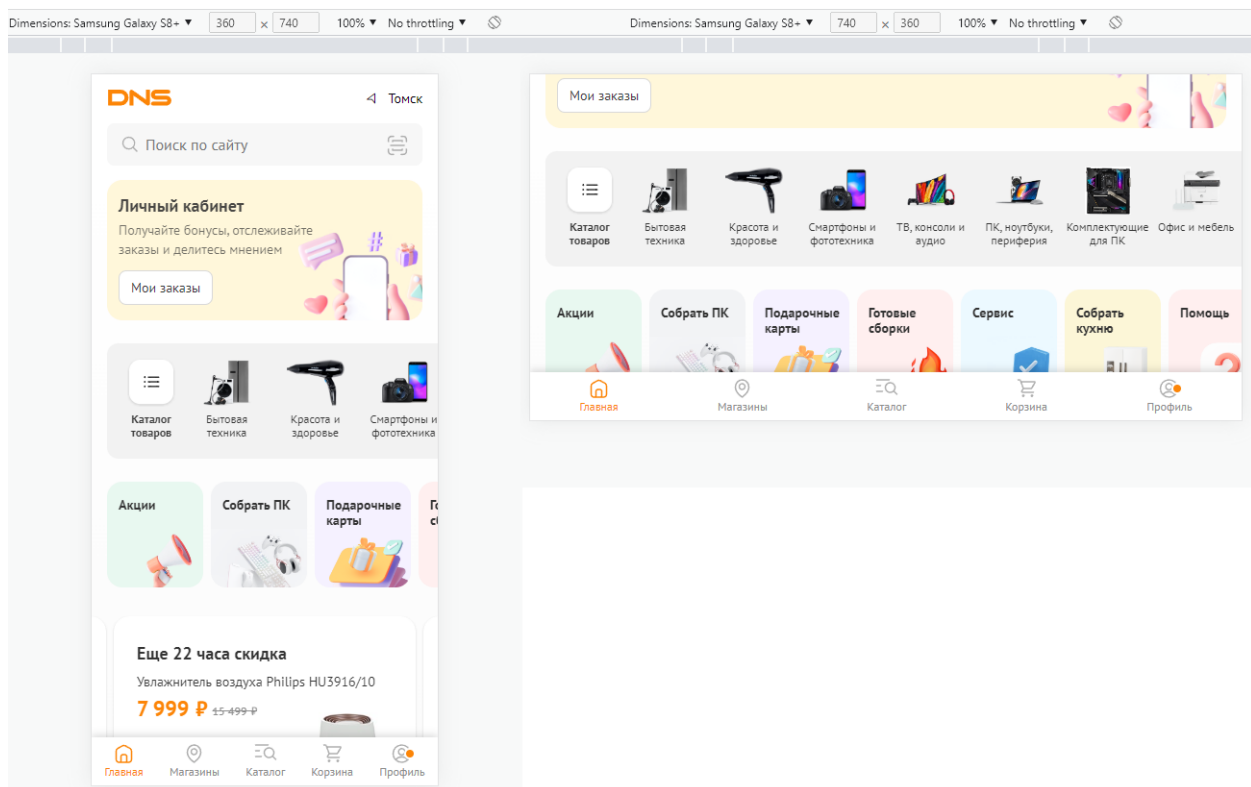 Dimensions: Samsung Galaxy S8+ ▼ 360 × 740 100% ▼ No throttling ▼
Dimensions: Samsung Galaxy S8+ ▼ 740 × 360 100% ▼ No throttling ▼
DNS
Томск
Поиск по сайту
Личный кабинет
Получайте бонусы, отслеживайте
заказы и делитесь мнением
Мои заказы
Каталог товаров
Бытовая техника
Красота и здоровье
Смартфоны и фототехника
Акции
Собрать ПК
Подарочные карты
Еще 22 часа скидка
Увлажнитель воздуха Philips HU3916/10
7 999 ₽ 15 499 ₽
Главная Магазины Каталог Корзина Профиль
Мои заказы
Каталог товаров
Бытовая техника
Красота и здоровье
Смартфоны и фототехника
ТВ, консоли и аудио
ПК, ноутбуки, периферия
Комплектующие для ПК
Офис и мебель
Акции
Собрать ПК
Подарочные карты
Готовые сборки
Сервис
Собрать кухню
Помощь
Главная Магазины Каталог Корзина Профиль